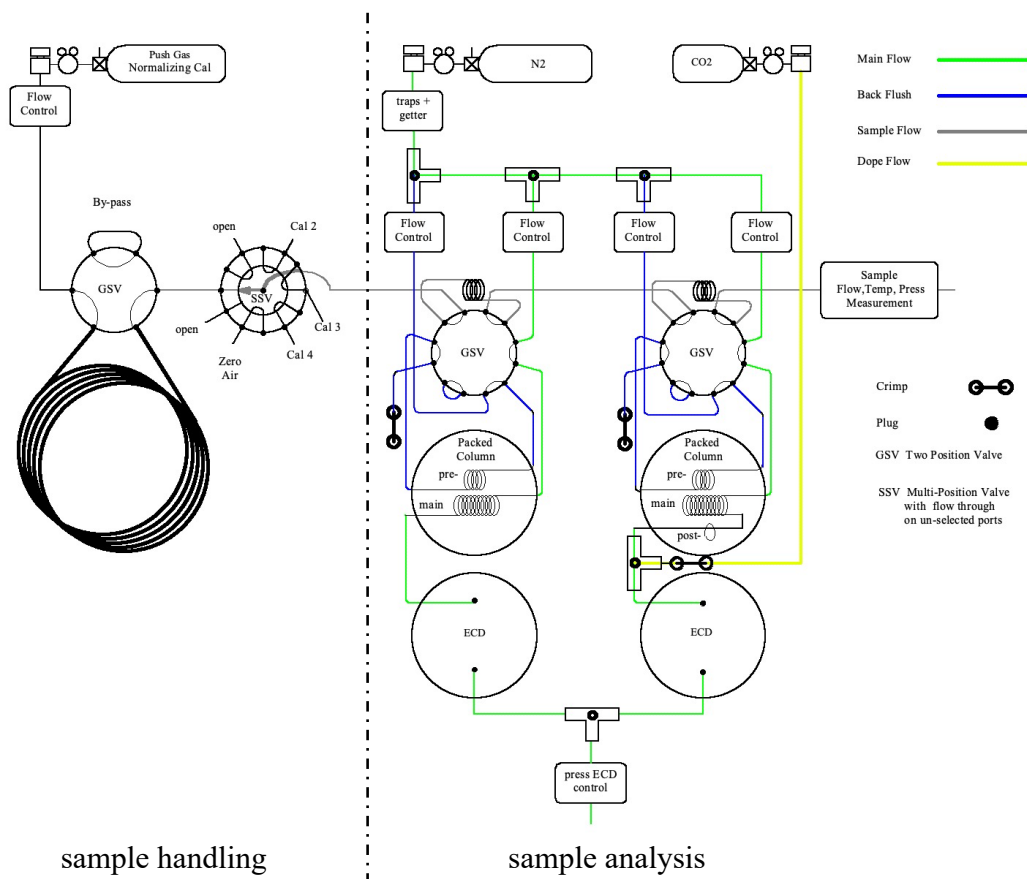 Push Gas
Normalizing Cal
N2
CO2
Main Flow
Back Flush
Sample Flow
Dope Flow
Flow
Control
traps +
getter
By-pass
GSV
open
Cal 2
SSV
open
Zero
Air
Cal 4
Cal 3
Flow
Control
Flow
Control
Flow
Control
Flow
Control
Sample
Flow,Temp, Press
Measurement
GSV
GSV
Crimp
Plug
GSV Two Position Valve
SSV Multi-Position Valve
with flow through
on un-selected ports
Packed
Column
pre-
main
Packed
Column
pre-
main
post-
ECD
ECD
press ECD
control
sample handling
sample analysis